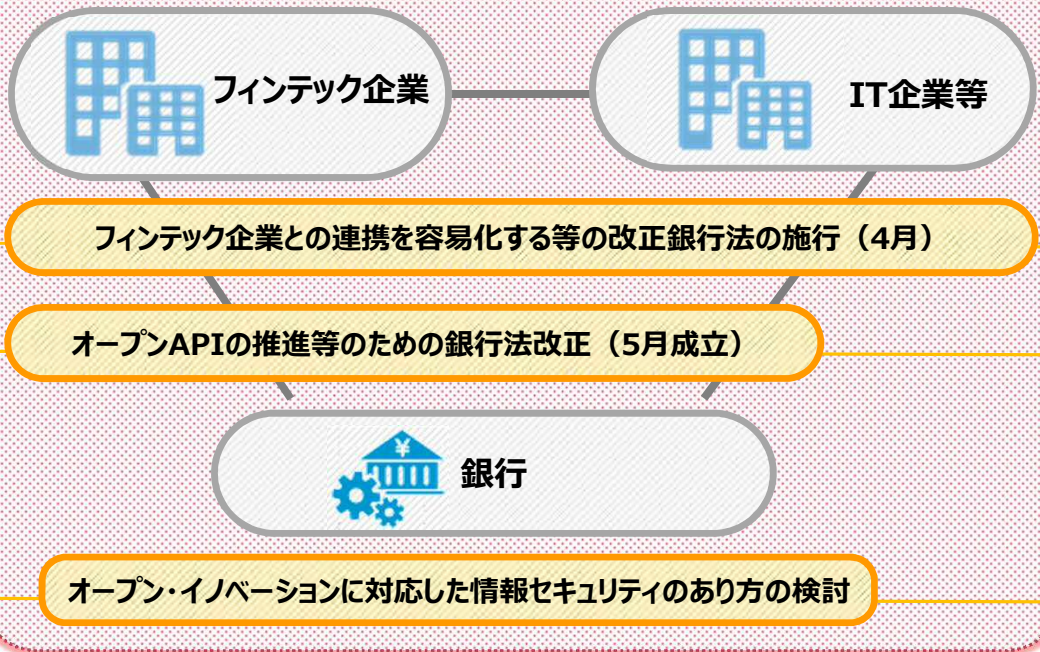 フィンテック企業
IT企業等
フィンテック企業との連携を容易化する等の改正銀行法の施行（4月）
オープンAPIの推進等のための銀行法改正（5月成立）
¥
銀行
オープン・イノベーションに対応した情報セキュリティのあり方の検討